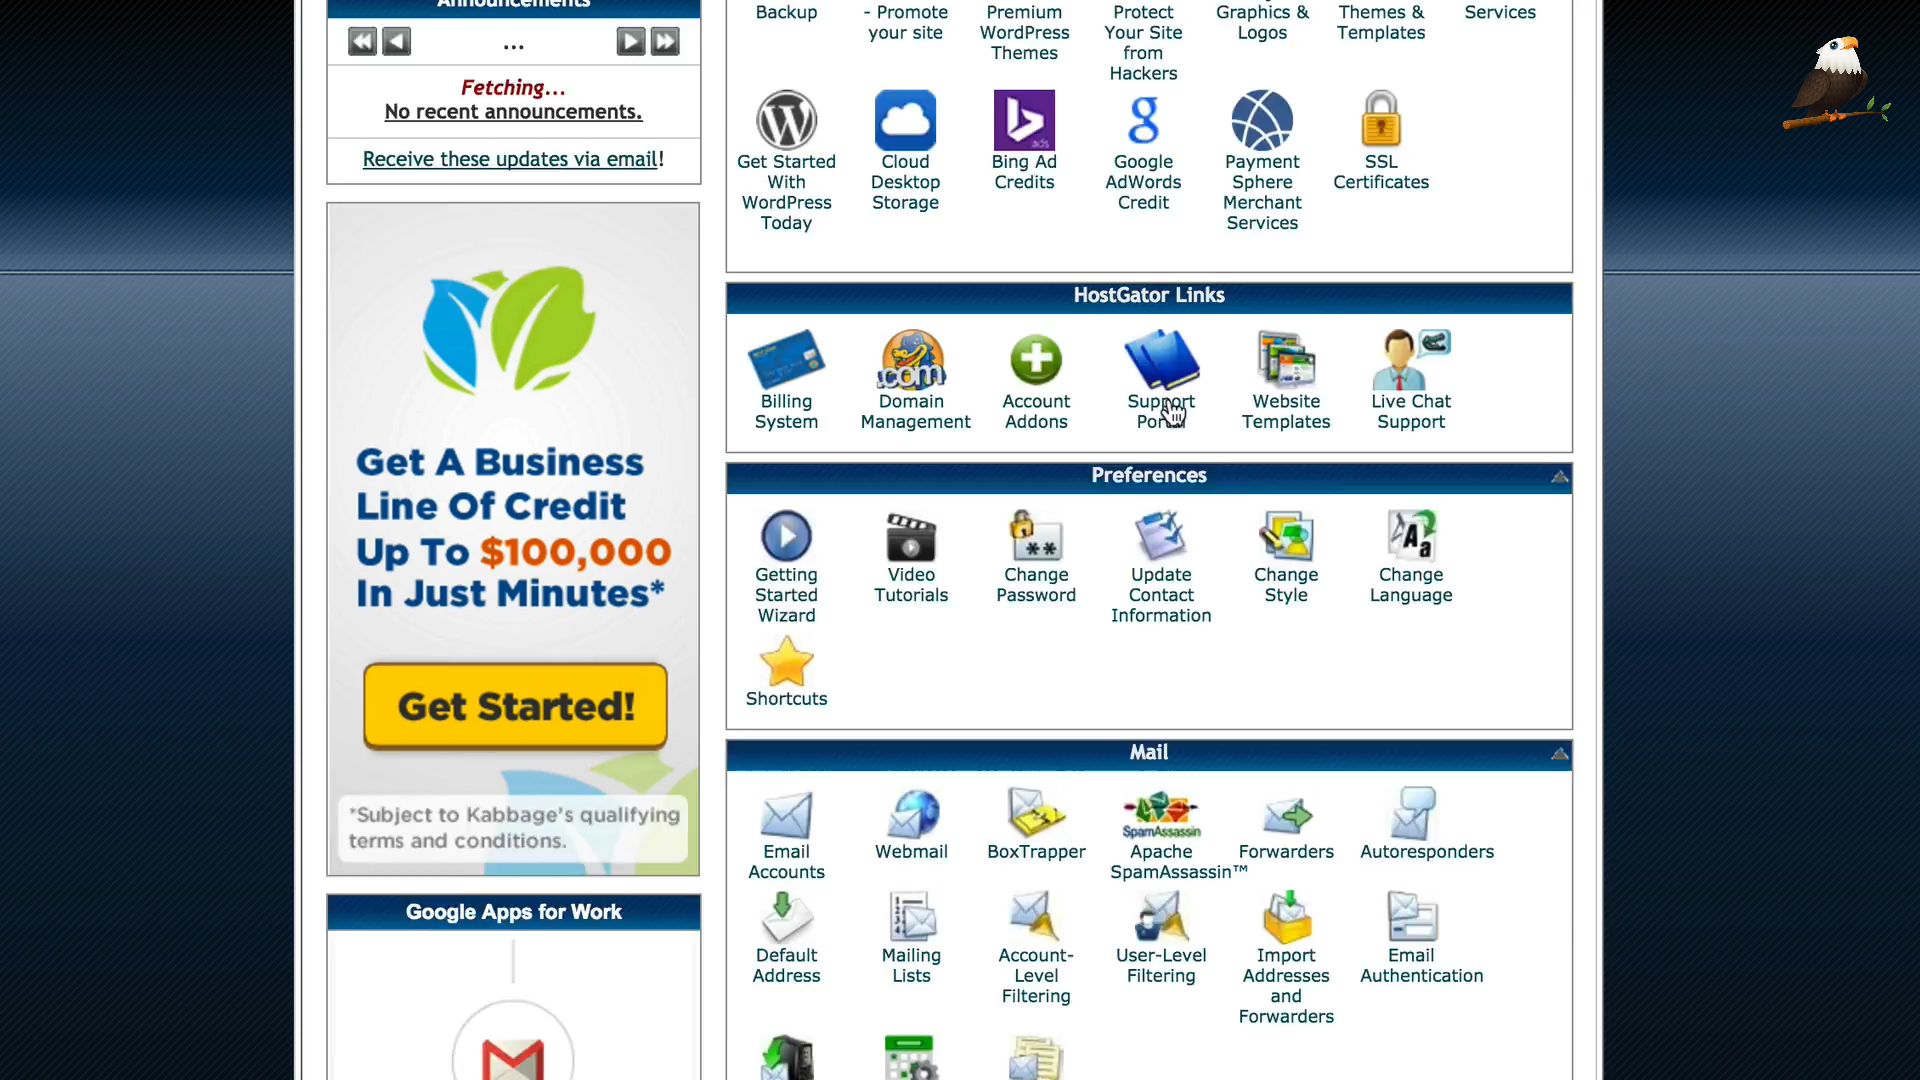 Announcements
...
Fetching...
No recent announcements.
Receive these updates via email!
Get A Business
Line Of Credit
Up To $100,000
In Just Minutes*
Get Started!
*Subject to Kabbage's qualifying
terms and conditions.
Google Apps for Work
Backup
- Promote
your site
Premium
WordPress
Themes
Protect
Your Site
from
Hackers
Graphics &
Logos
Themes &
Templates
Services
Get Started
With
WordPress
Today
Cloud
Desktop
Storage
ads
Bing Ad
Credits
Google
AdWords
Credit
Payment
Sphere
Merchant
Services
SSL
Certificates
HostGator Links
Billing
System
.com
Domain
Management
Account
Addons
Support
Portal
Website
Templates
Live Chat
Support
Preferences
Getting
Started
Wizard
Video
Tutorials
Change
Password
Update
Contact
Information
Change
Style
Change
Language
Shortcuts
Mail
Email
Accounts
Webmail
BoxTrapper
SpamAssassin
Apache
SpamAssassin™
Forwarders
Autoresponders
Default
Address
Mailing
Lists
Account-
Level
Filtering
User-Level
Filtering
Import
Addresses
and
Forwarders
Email
Authentication